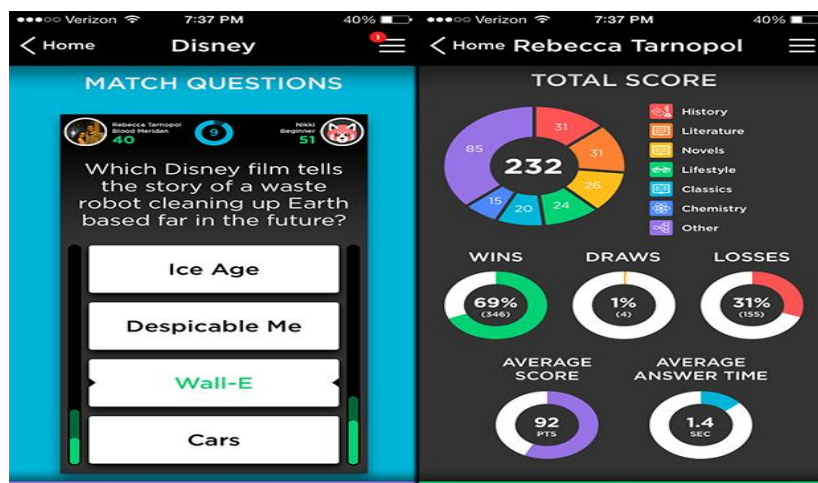 Verizon 7:37 PM 40%
Home Disney 1
MATCH QUESTIONS
Rebecca Tarnopol
Blood Meridan
40
9
Nikki
Beginner
51
Which Disney film tells
the story of a waste
robot cleaning up Earth
based far in the future?
Ice Age
Despicable Me
Wall-E
Cars
Verizon 7:37 PM 40%
Home Rebecca Tarnopol
TOTAL SCORE
232
31
31
26
24
20
15
85
History
Literature
Novels
Lifestyle
Classics
Chemistry
Other
WINS DRAWS LOSSES
69% 1% 31%
(346) (4) (155)
AVERAGE AVERAGE
SCORE ANSWER TIME
92 1.4
PTS SEC